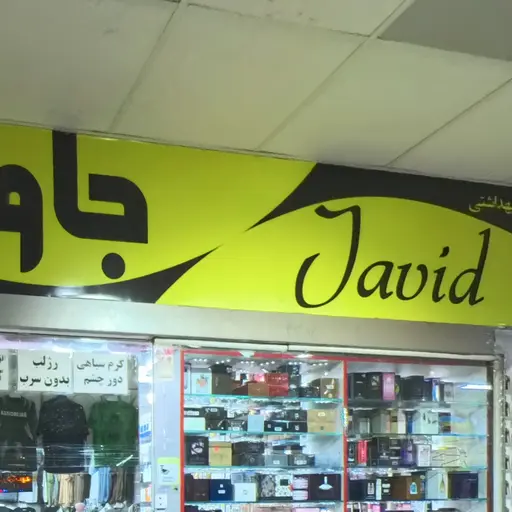 جاو
Javid
بهداشتی
رژلب
بدون سرب
کرم سیاهی
دور چشم